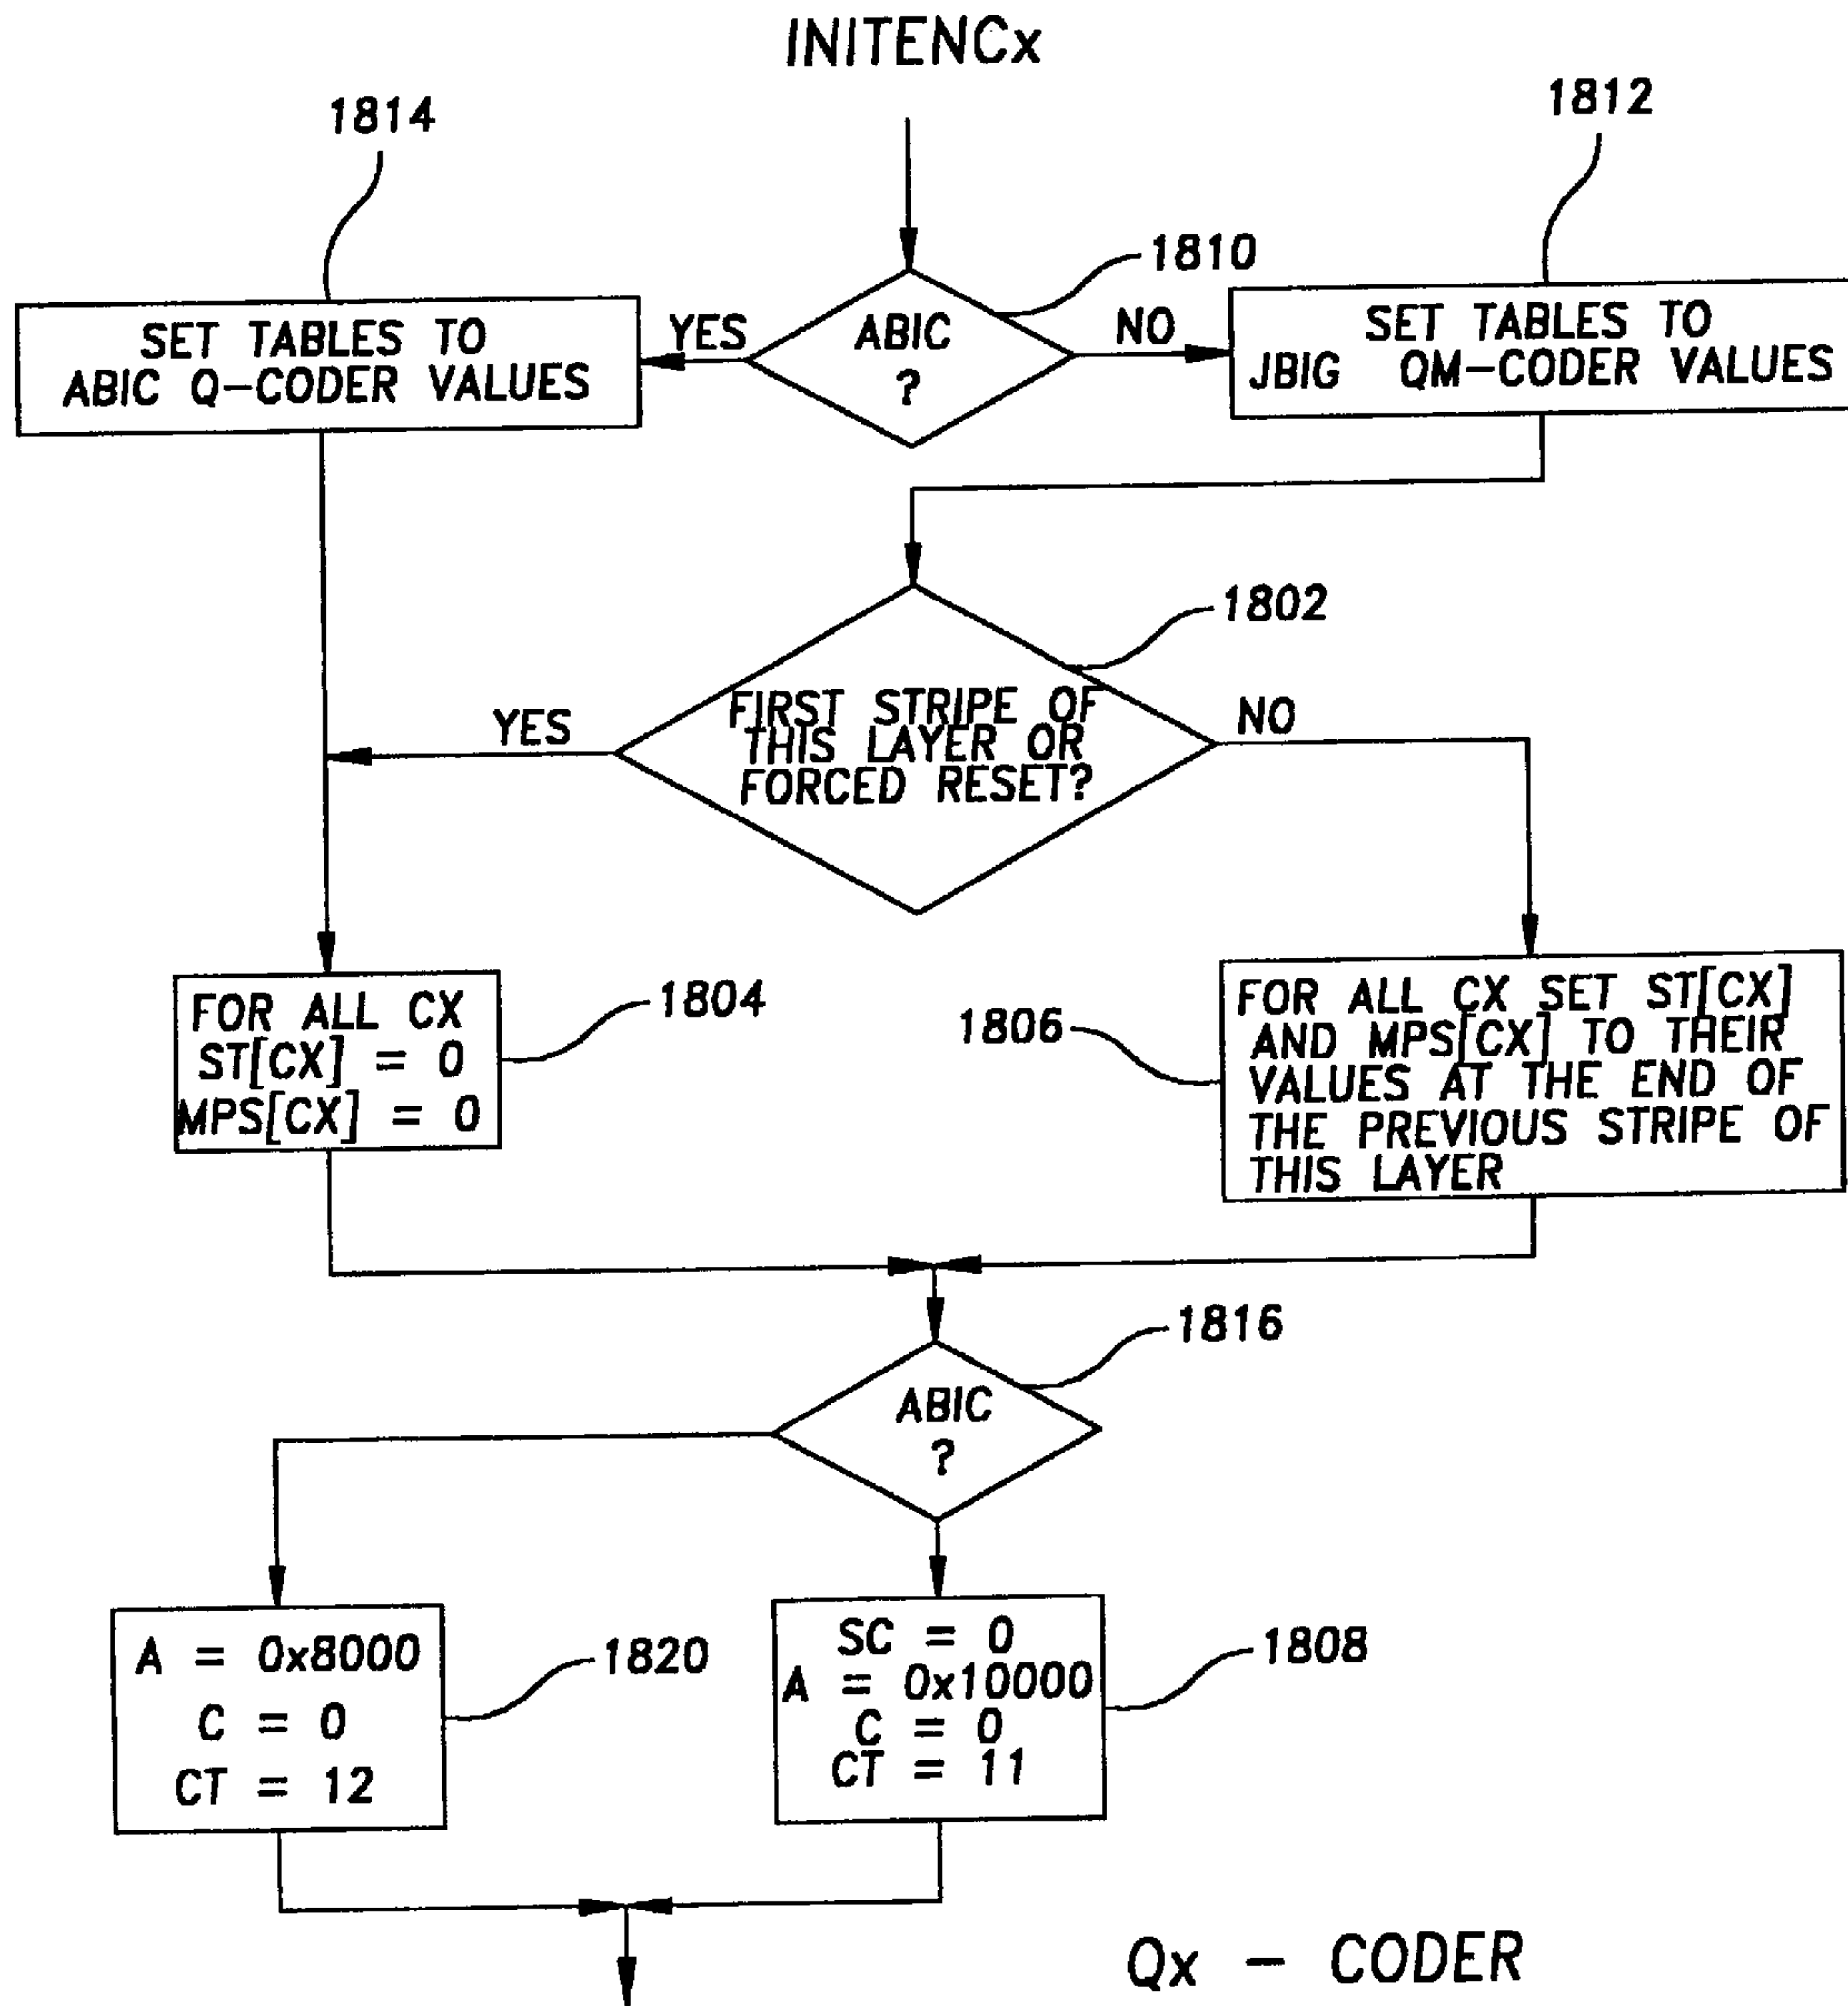 INITENCx
1814
1812
1810
SET TABLES TO
ABIC Q-CODER VALUES
YES
ABIC
?
NO
SET TABLES TO
JBIG QM-CODER VALUES
1802
YES
FIRST STRIPE OF
THIS LAYER OR
FORCED RESET?
NO
FOR ALL CX
ST[CX] = 0
MPS[CX] = 0
1804
1806
FOR ALL CX SET ST[CX]
AND MPS[CX] TO THEIR
VALUES AT THE END OF
THE PREVIOUS STRIPE OF
THIS LAYER
1816
ABIC
?
A = 0x8000
C = 0
CT = 12
1820
SC = 0
A = 0x10000
C = 0
CT = 11
1808
Qx - CODER